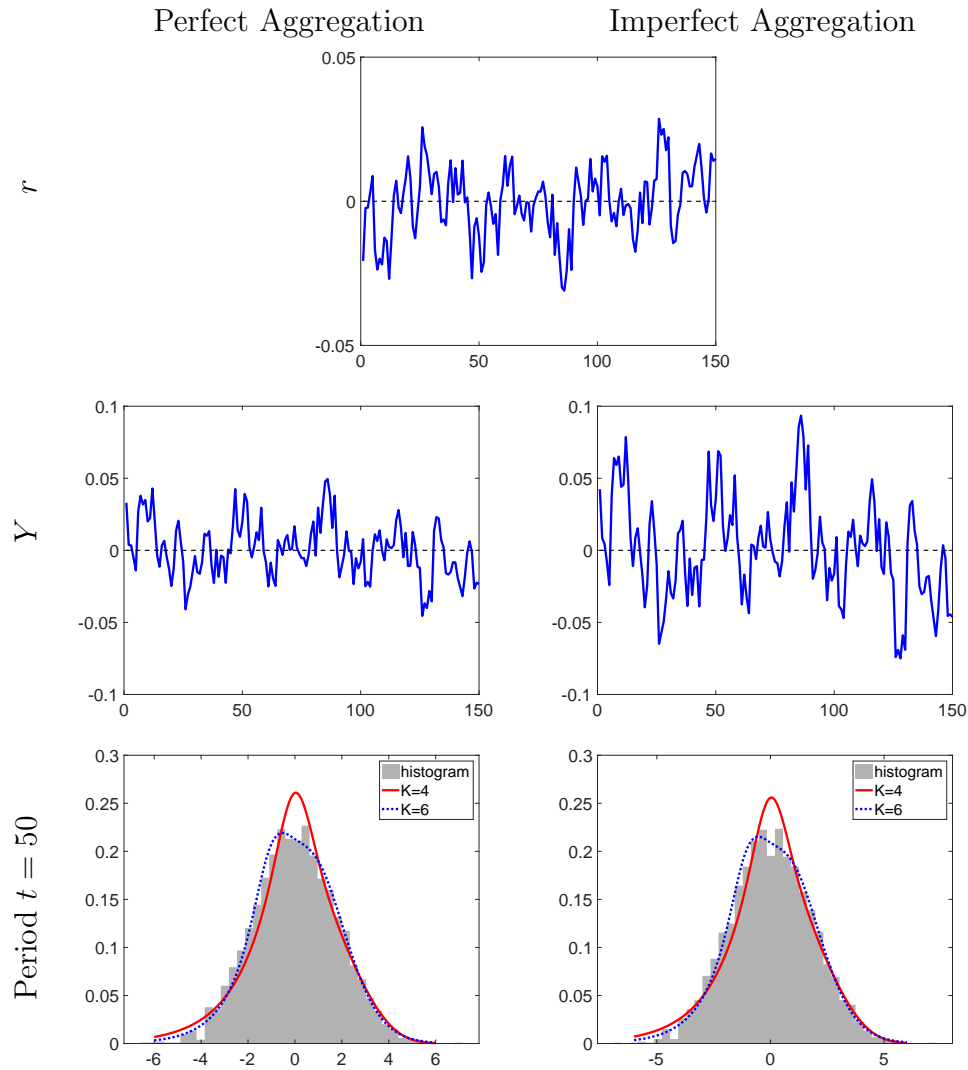 Perfect Aggregation
Imperfect Aggregation
r
0.05
0
-0.05
0 50 100 150
Y
0.1
0.05
0
-0.05
-0.1
0 50 100 150
0.1
0.05
0
-0.05
-0.1
0 50 100 150
Period t = 50
0.3
0.25
0.2
0.15
0.1
0.05
0
-6 -4 -2 0 2 4 6
histogram
K=4
K=6
0.3
0.25
0.2
0.15
0.1
0.05
0
-5 0 5
histogram
K=4
K=6